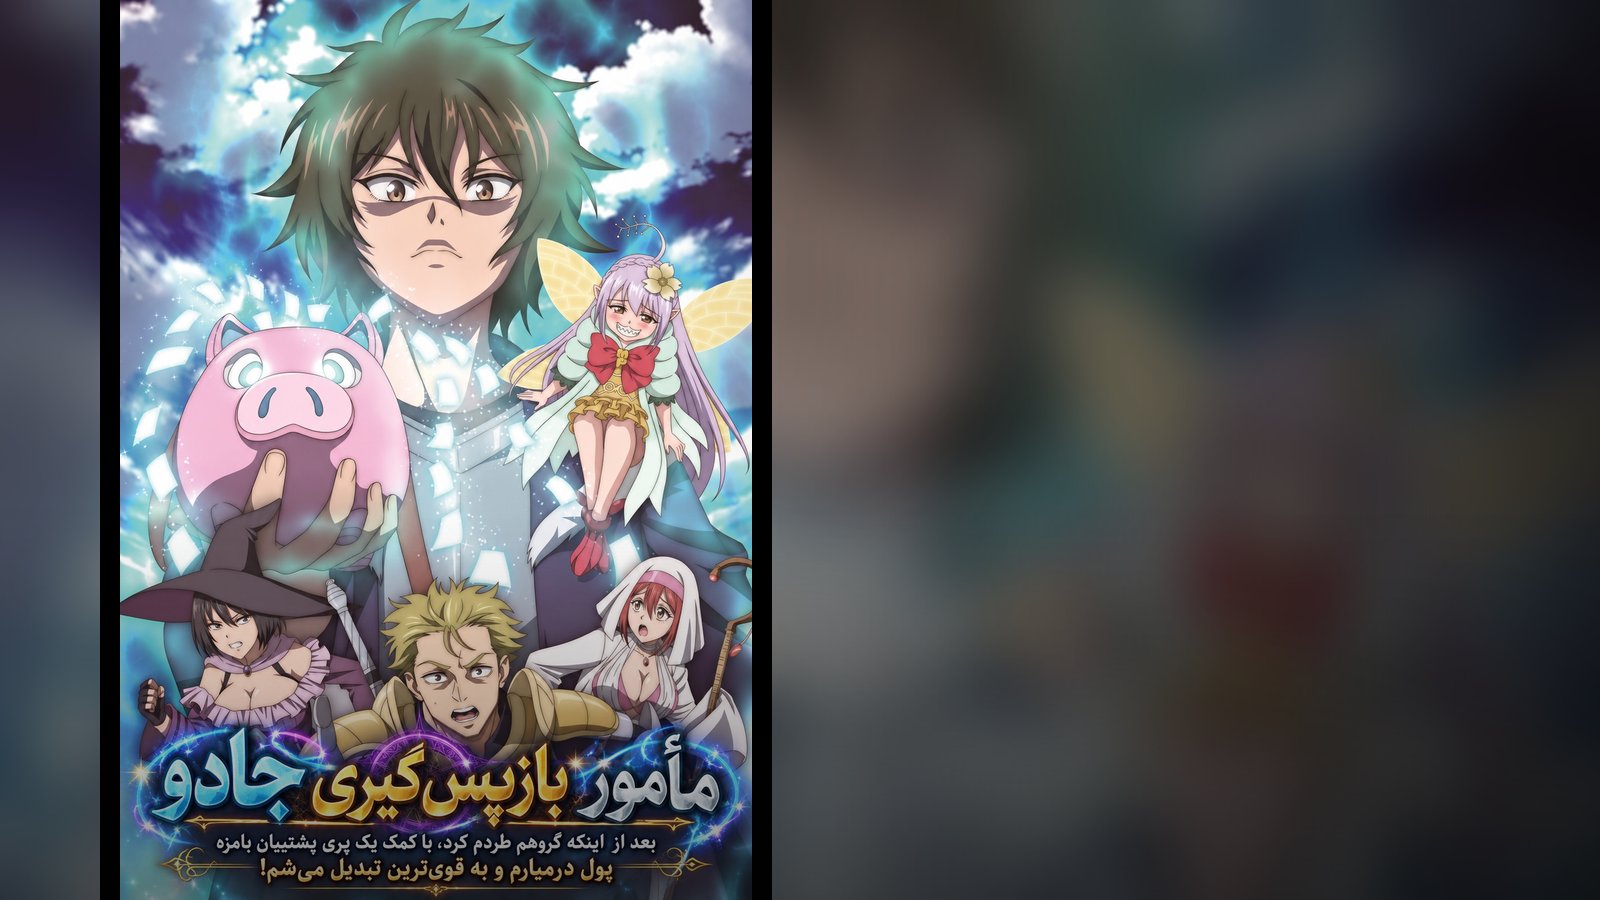 مأمور بازپس‌گیری جادو
بعد از اینکه گروهم طردم کرد، با کمک یک پری پشتیبان بامزه
پول درمیارم و به قوی‌ترین تبدیل می‌شم!